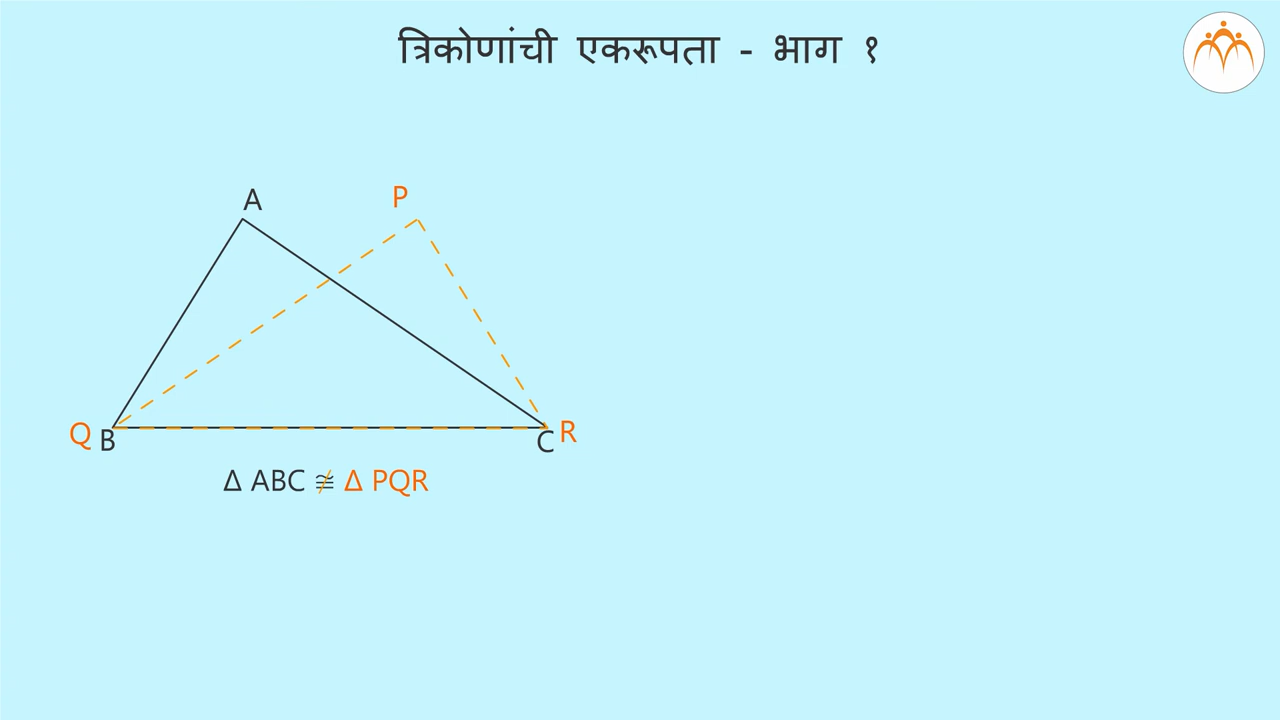 त्रिकोणांची एकरूपता - भाग १
A
P
Q B
C R
Δ ABC ≇ Δ PQR